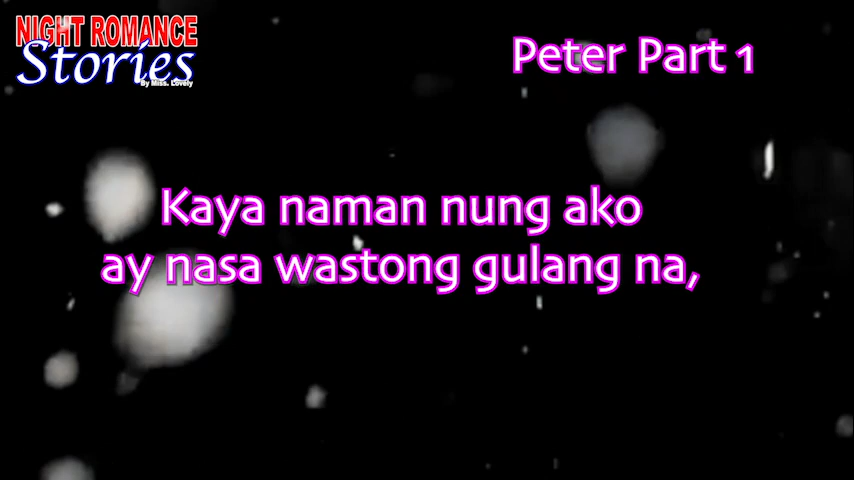 NIGHT ROMANCE
Stories
By Miss. Lovely
Peter Part 1
Kaya naman nung ako
ay nasa wastong gulang na,